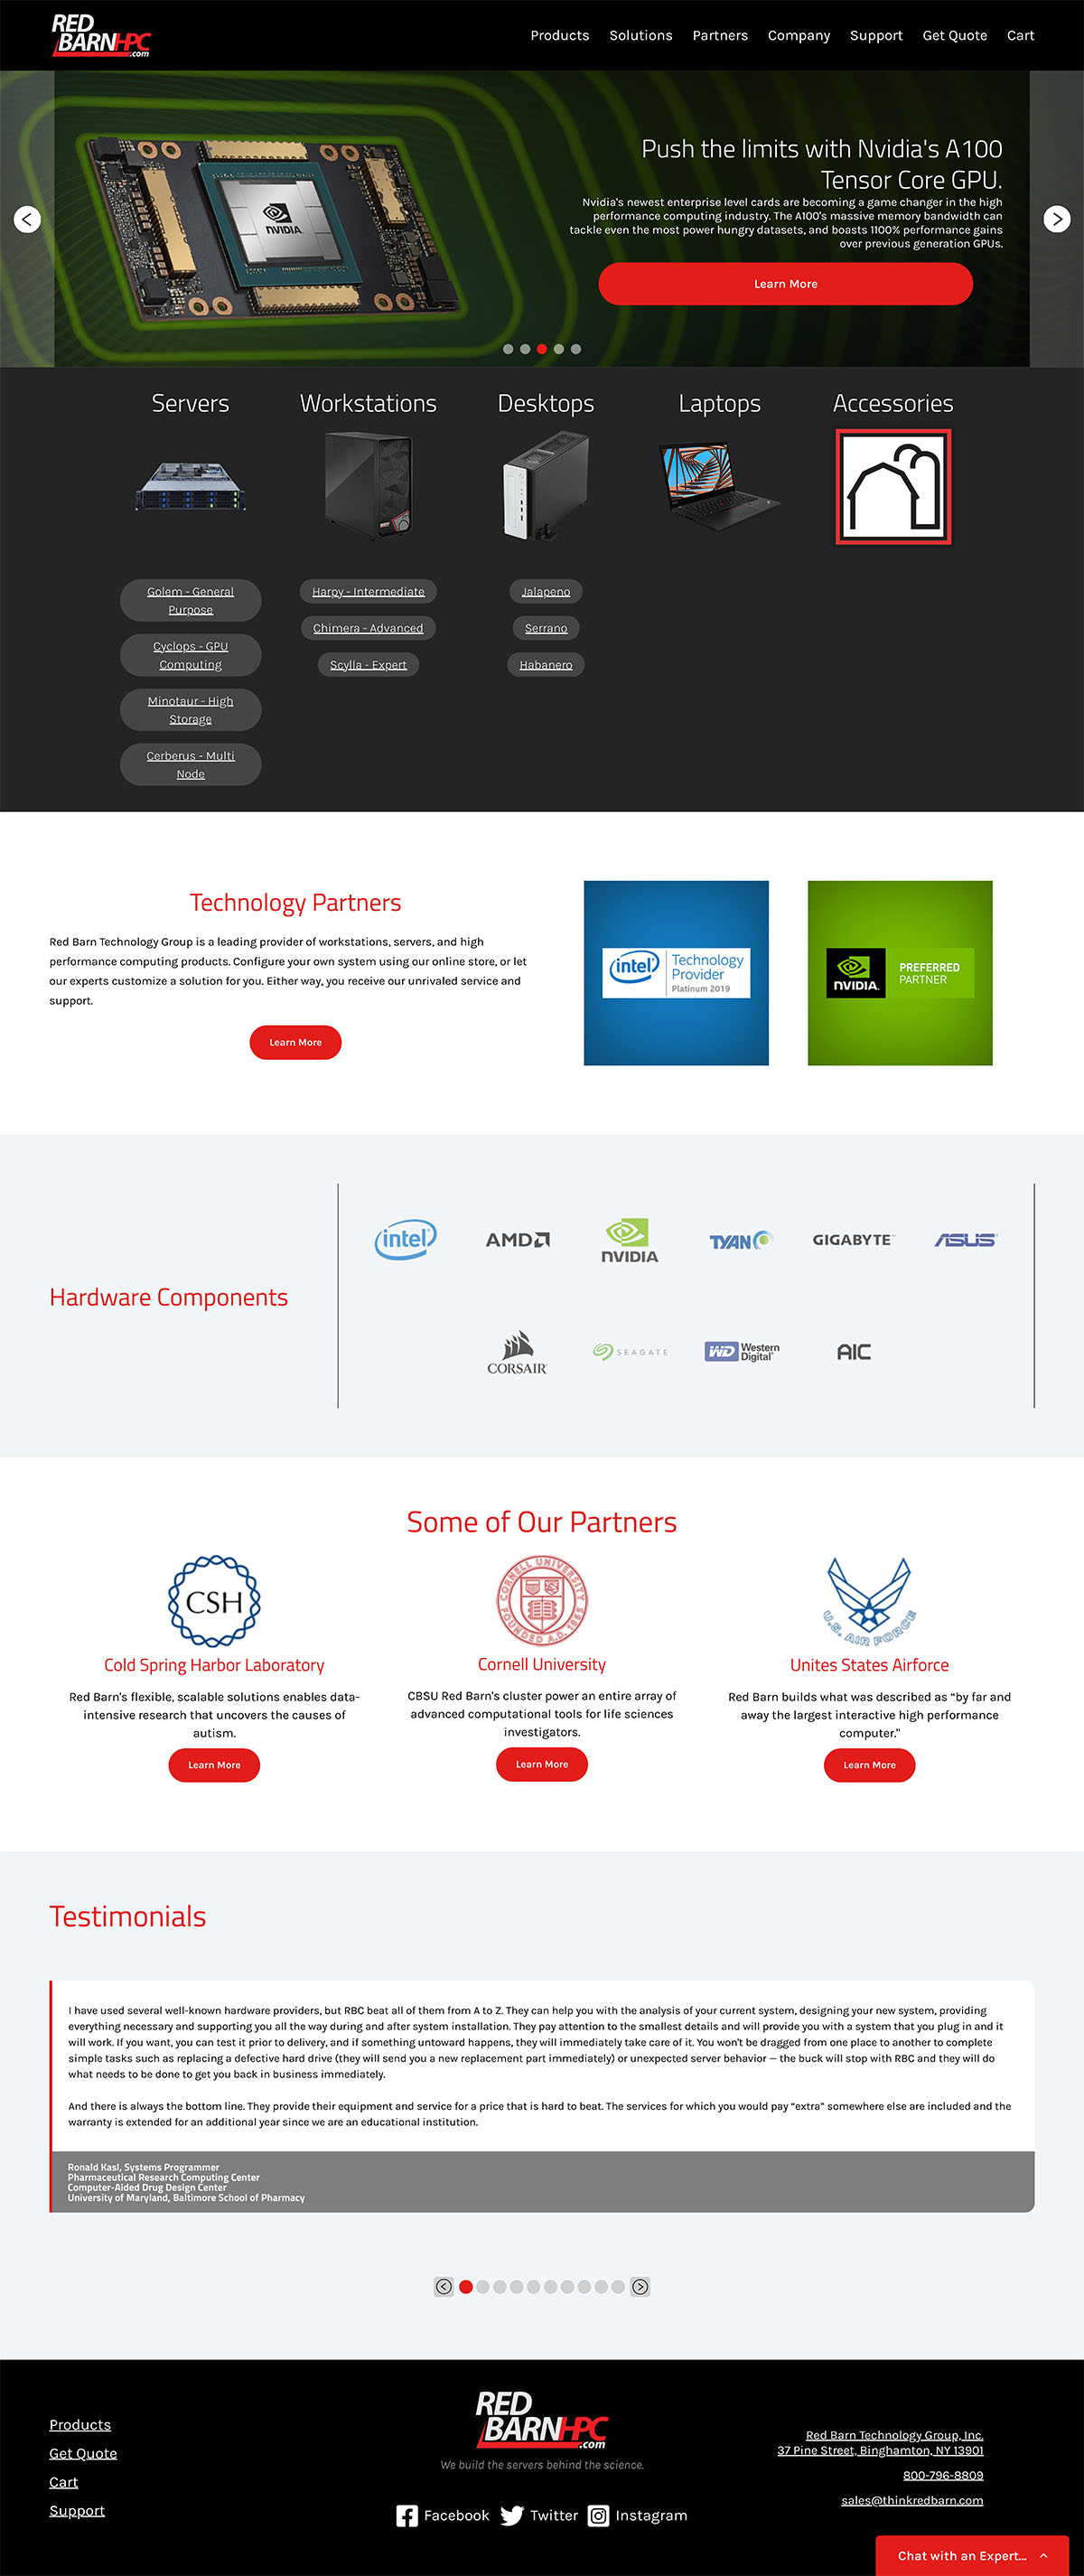 RED
BARNHPC
.com
Products Solutions Partners Company Support Get Quote Cart
Push the limits with Nvidia's A100
Tensor Core GPU.
Nvidia's newest enterprise level cards are becoming a game changer in the high
performance computing industry. The A100's massive memory bandwidth can
tackle even the most power hungry datasets, and boasts 1100% performance gains
over previous generation GPUs.
NVIDIA
Learn More
Servers Workstations Desktops Laptops Accessories
Golem - General
Purpose
Cyclops - GPU
Computing
Minotaur - High
Storage
Cerberus - Multi
Node
Harpy - Intermediate
Chimera - Advanced
Scylla - Expert
Jalapeno
Serrano
Habanero
Technology Partners
Red Barn Technology Group is a leading provider of workstations, servers, and high
performance computing products. Configure your own system using our online store, or let
our experts customize a solution for you. Either way, you receive our unrivaled service and
support.
Learn More
intel
Technology
Provider
Platinum 2019
NVIDIA.
PREFERRED
PARTNER
Hardware Components
intel AMD NVIDIA TYAN GIGABYTE ASUS
CORSAIR SEAGATE WD Western
Digital AIC
Some of Our Partners
CSH
CORNELL UNIVERSITY
FOUNDED A.D. 1865
U.S. AIR FORCE
Cold Spring Harbor Laboratory
Red Barn's flexible, scalable solutions enables data-
intensive research that uncovers the causes of
autism.
Learn More
Cornell University
CBSU Red Barn's cluster power an entire array of
advanced computational tools for life sciences
investigators.
Learn More
Unites States Airforce
Red Barn builds what was described as “by far and
away the largest interactive high performance
computer."
Learn More
Testimonials
I have used several well-known hardware providers, but RBC beat all of them from A to Z. They can help you with the analysis of your current system, designing your new system, providing
everything necessary and supporting you all the way during and after system installation. They pay attention to the smallest details and will provide you with a system that you plug in and it
will work. If you want, you can test it prior to delivery, and if something untoward happens, they will immediately take care of it. You won't be dragged from one place to another to complete
simple tasks such as replacing a defective hard drive (they will send you a new replacement part immediately) or unexpected server behavior — the buck will stop with RBC and they will do
what needs to be done to get you back in business immediately.
And there is always the bottom line. They provide their equipment and service for a price that is hard to beat. The services for which you would pay “extra” somewhere else are included and the
warranty is extended for an additional year since we are an educational institution.
Ronald Kasl, Systems Programmer
Pharmaceutical Research Computing Center
Computer-Aided Drug Design Center
University of Maryland, Baltimore School of Pharmacy
Products
Get Quote
Cart
Support
RED
BARNHPC
.com
We build the servers behind the science.
Facebook Twitter Instagram
Red Barn Technology Group, Inc.
37 Pine Street, Binghamton, NY 13901
800-796-8809
sales@thinkredbarn.com
Chat with an Expert...